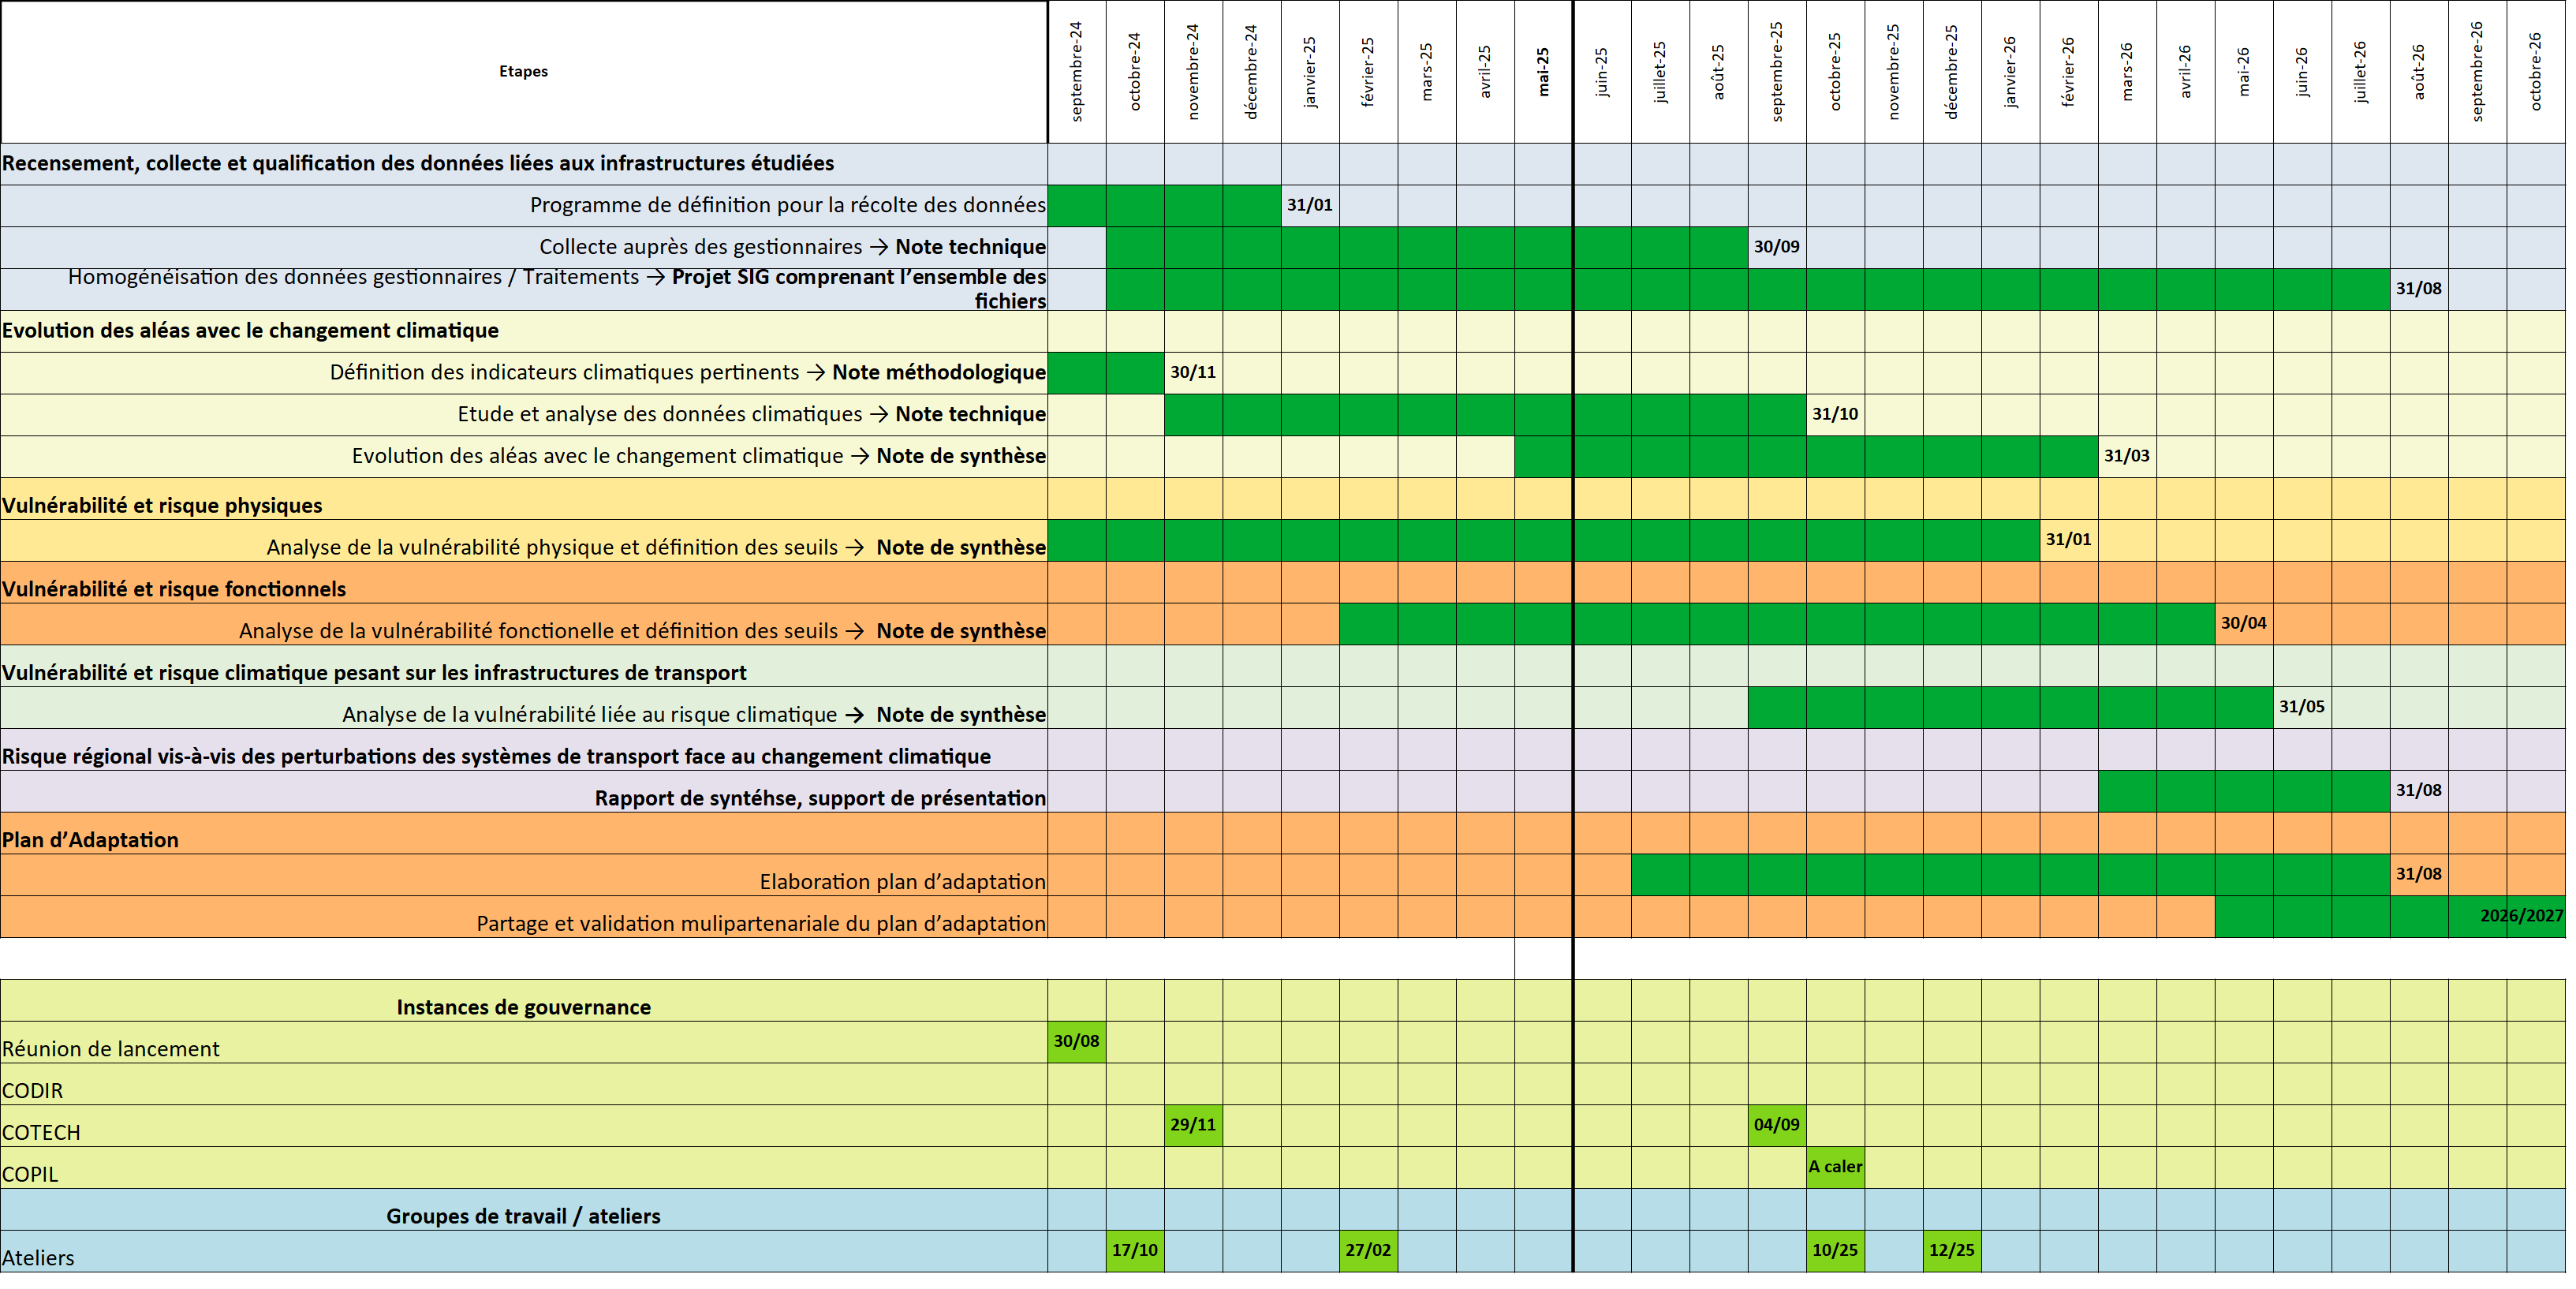 Etapes
septembre-24
octobre-24
novembre-24
décembre-24
janvier-25
février-25
mars-25
avril-25
mai-25
juin-25
juillet-25
août-25
septembre-25
octobre-25
novembre-25
décembre-25
janvier-26
février-26
mars-26
avril-26
mai-26
juin-26
juillet-26
août-26
septembre-26
octobre-26
Recensement, collecte et qualification des données liées aux infrastructures étudiées
Programme de définition pour la récolte des données 31/01
Collecte auprès des gestionnaires → Note technique 30/09
Homogénéisation des données gestionnaires / Traitements → Projet SIG comprenant l’ensemble des
fichiers 31/08
Evolution des aléas avec le changement climatique
Définition des indicateurs climatiques pertinents → Note méthodologique 30/11
Etude et analyse des données climatiques → Note technique 31/10
Evolution des aléas avec le changement climatique → Note de synthèse 31/03
Vulnérabilité et risque physiques
Analyse de la vulnérabilité physique et définition des seuils → Note de synthèse 31/01
Vulnérabilité et risque fonctionnels
Analyse de la vulnérabilité fonctionelle et définition des seuils → Note de synthèse 30/04
Vulnérabilité et risque climatique pesant sur les infrastructures de transport
Analyse de la vulnérabilité liée au risque climatique → Note de synthèse 31/05
Risque régional vis-à-vis des perturbations des systèmes de transport face au changement climatique
Rapport de syntéhse, support de présentation 31/08
Plan d’Adaptation
Elaboration plan d’adaptation 31/08
Partage et validation mulipartenariale du plan d’adaptation 2026/2027
Instances de gouvernance
Réunion de lancement 30/08
CODIR
COTECH 29/11 04/09
COPIL A caler
Groupes de travail / ateliers
Ateliers 17/10 27/02 10/25 12/25